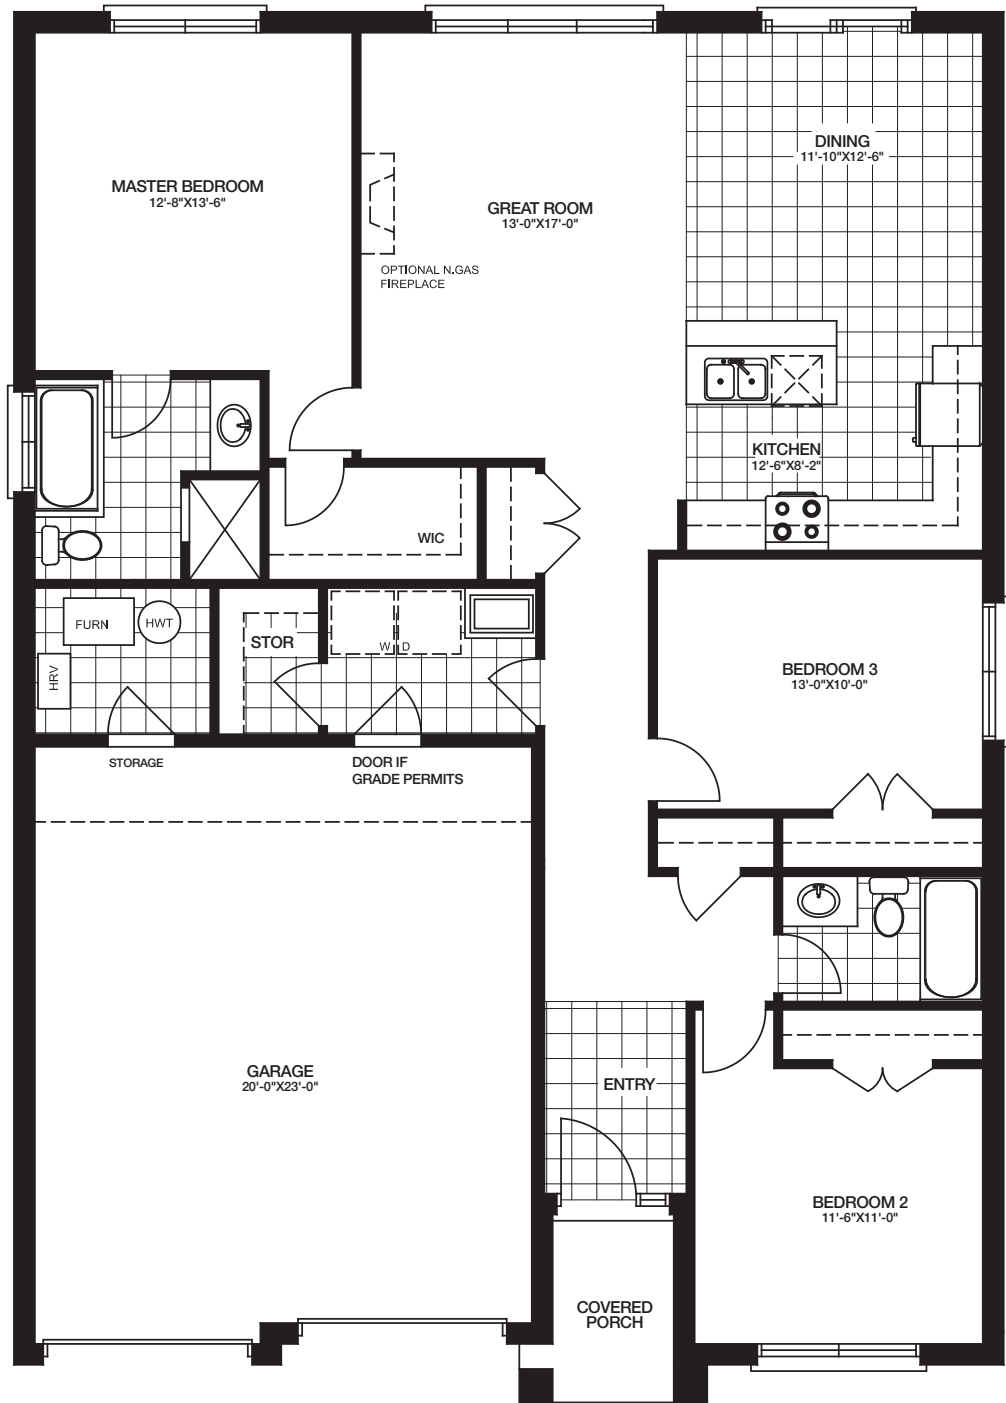 DINING
11'-10"X12'-6"
MASTER BEDROOM
12'-8"X13'-6"
GREAT ROOM
13'-0"X17'-0"
OPTIONAL N.GAS
FIREPLACE
KITCHEN
12'-6"X8'-2"
WIC
FURN
HWT
HRV
STOR
W D
BEDROOM 3
13'-0"X10'-0"
STORAGE
DOOR IF
GRADE PERMITS
GARAGE
20'-0"X23'-0"
ENTRY
BEDROOM 2
11'-6"X11'-0"
COVERED
PORCH